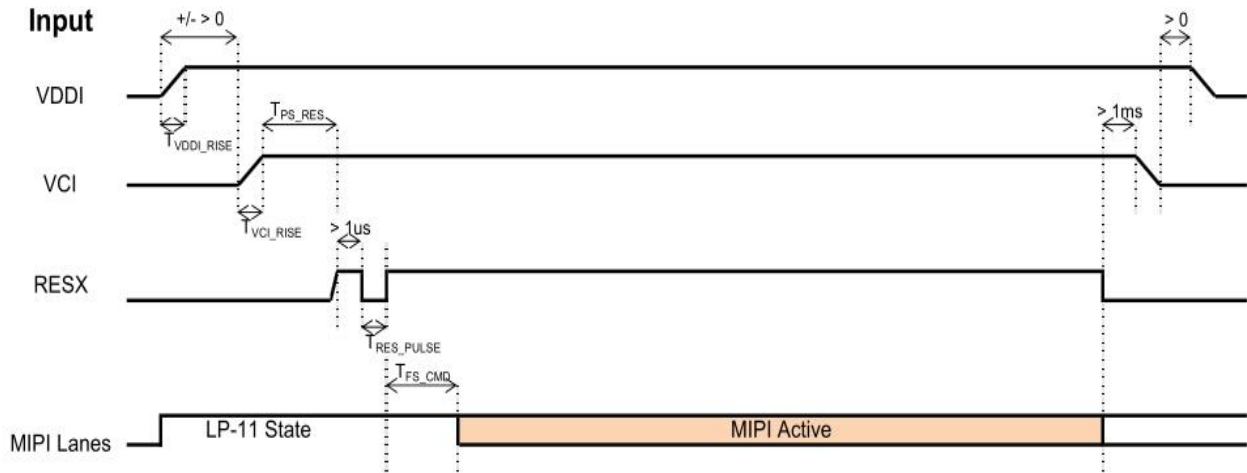 Input
+/- > 0
> 0
VDDI
T_PS_RES
> 1ms
T_VDDI_RISE
VCI
T_VCI_RISE
> 1us
RESX
T_RES_PULSE
T_FS_CMD
LP-11 State
MIPI Active
MIPI Lanes